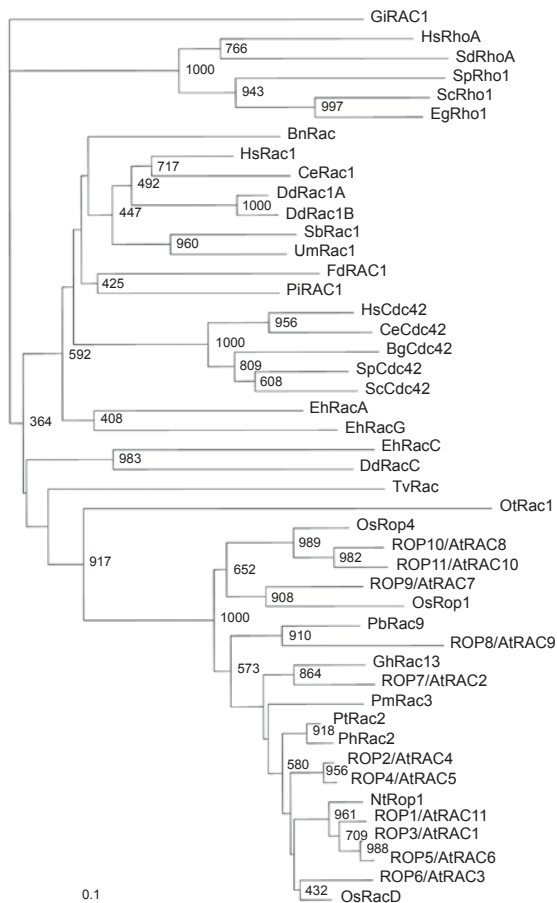 GiRAC1
HsRhoA
766
SdRhoA
1000
SpRho1
943
ScRho1
997
EgRho1
BnRac
HsRac1
717
CeRac1
492
DdRac1A
1000
447
DdRac1B
SbRac1
960
UmRac1
FdRAC1
425
PiRAC1
HsCdc42
956
CeCdc42
1000
BgCdc42
592
809
SpCdc42
608
ScCdc42
EhRacA
408
364
EhRacG
EhRacC
983
DdRacC
TvRac
OtRac1
OsRop4
989
ROP10/AtRAC8
917
982
ROP11/AtRAC10
652
ROP9/AtRAC7
908
OsRop1
1000
PbRac9
910
ROP8/AtRAC9
573
GhRac13
864
ROP7/AtRAC2
PmRac3
PtRac2
918
PhRac2
580
ROP2/AtRAC4
956
ROP4/AtRAC5
NtRop1
961
ROP1/AtRAC11
709
ROP3/AtRAC1
988
ROP5/AtRAC6
ROP6/AtRAC3
432
0.1
OsRacD